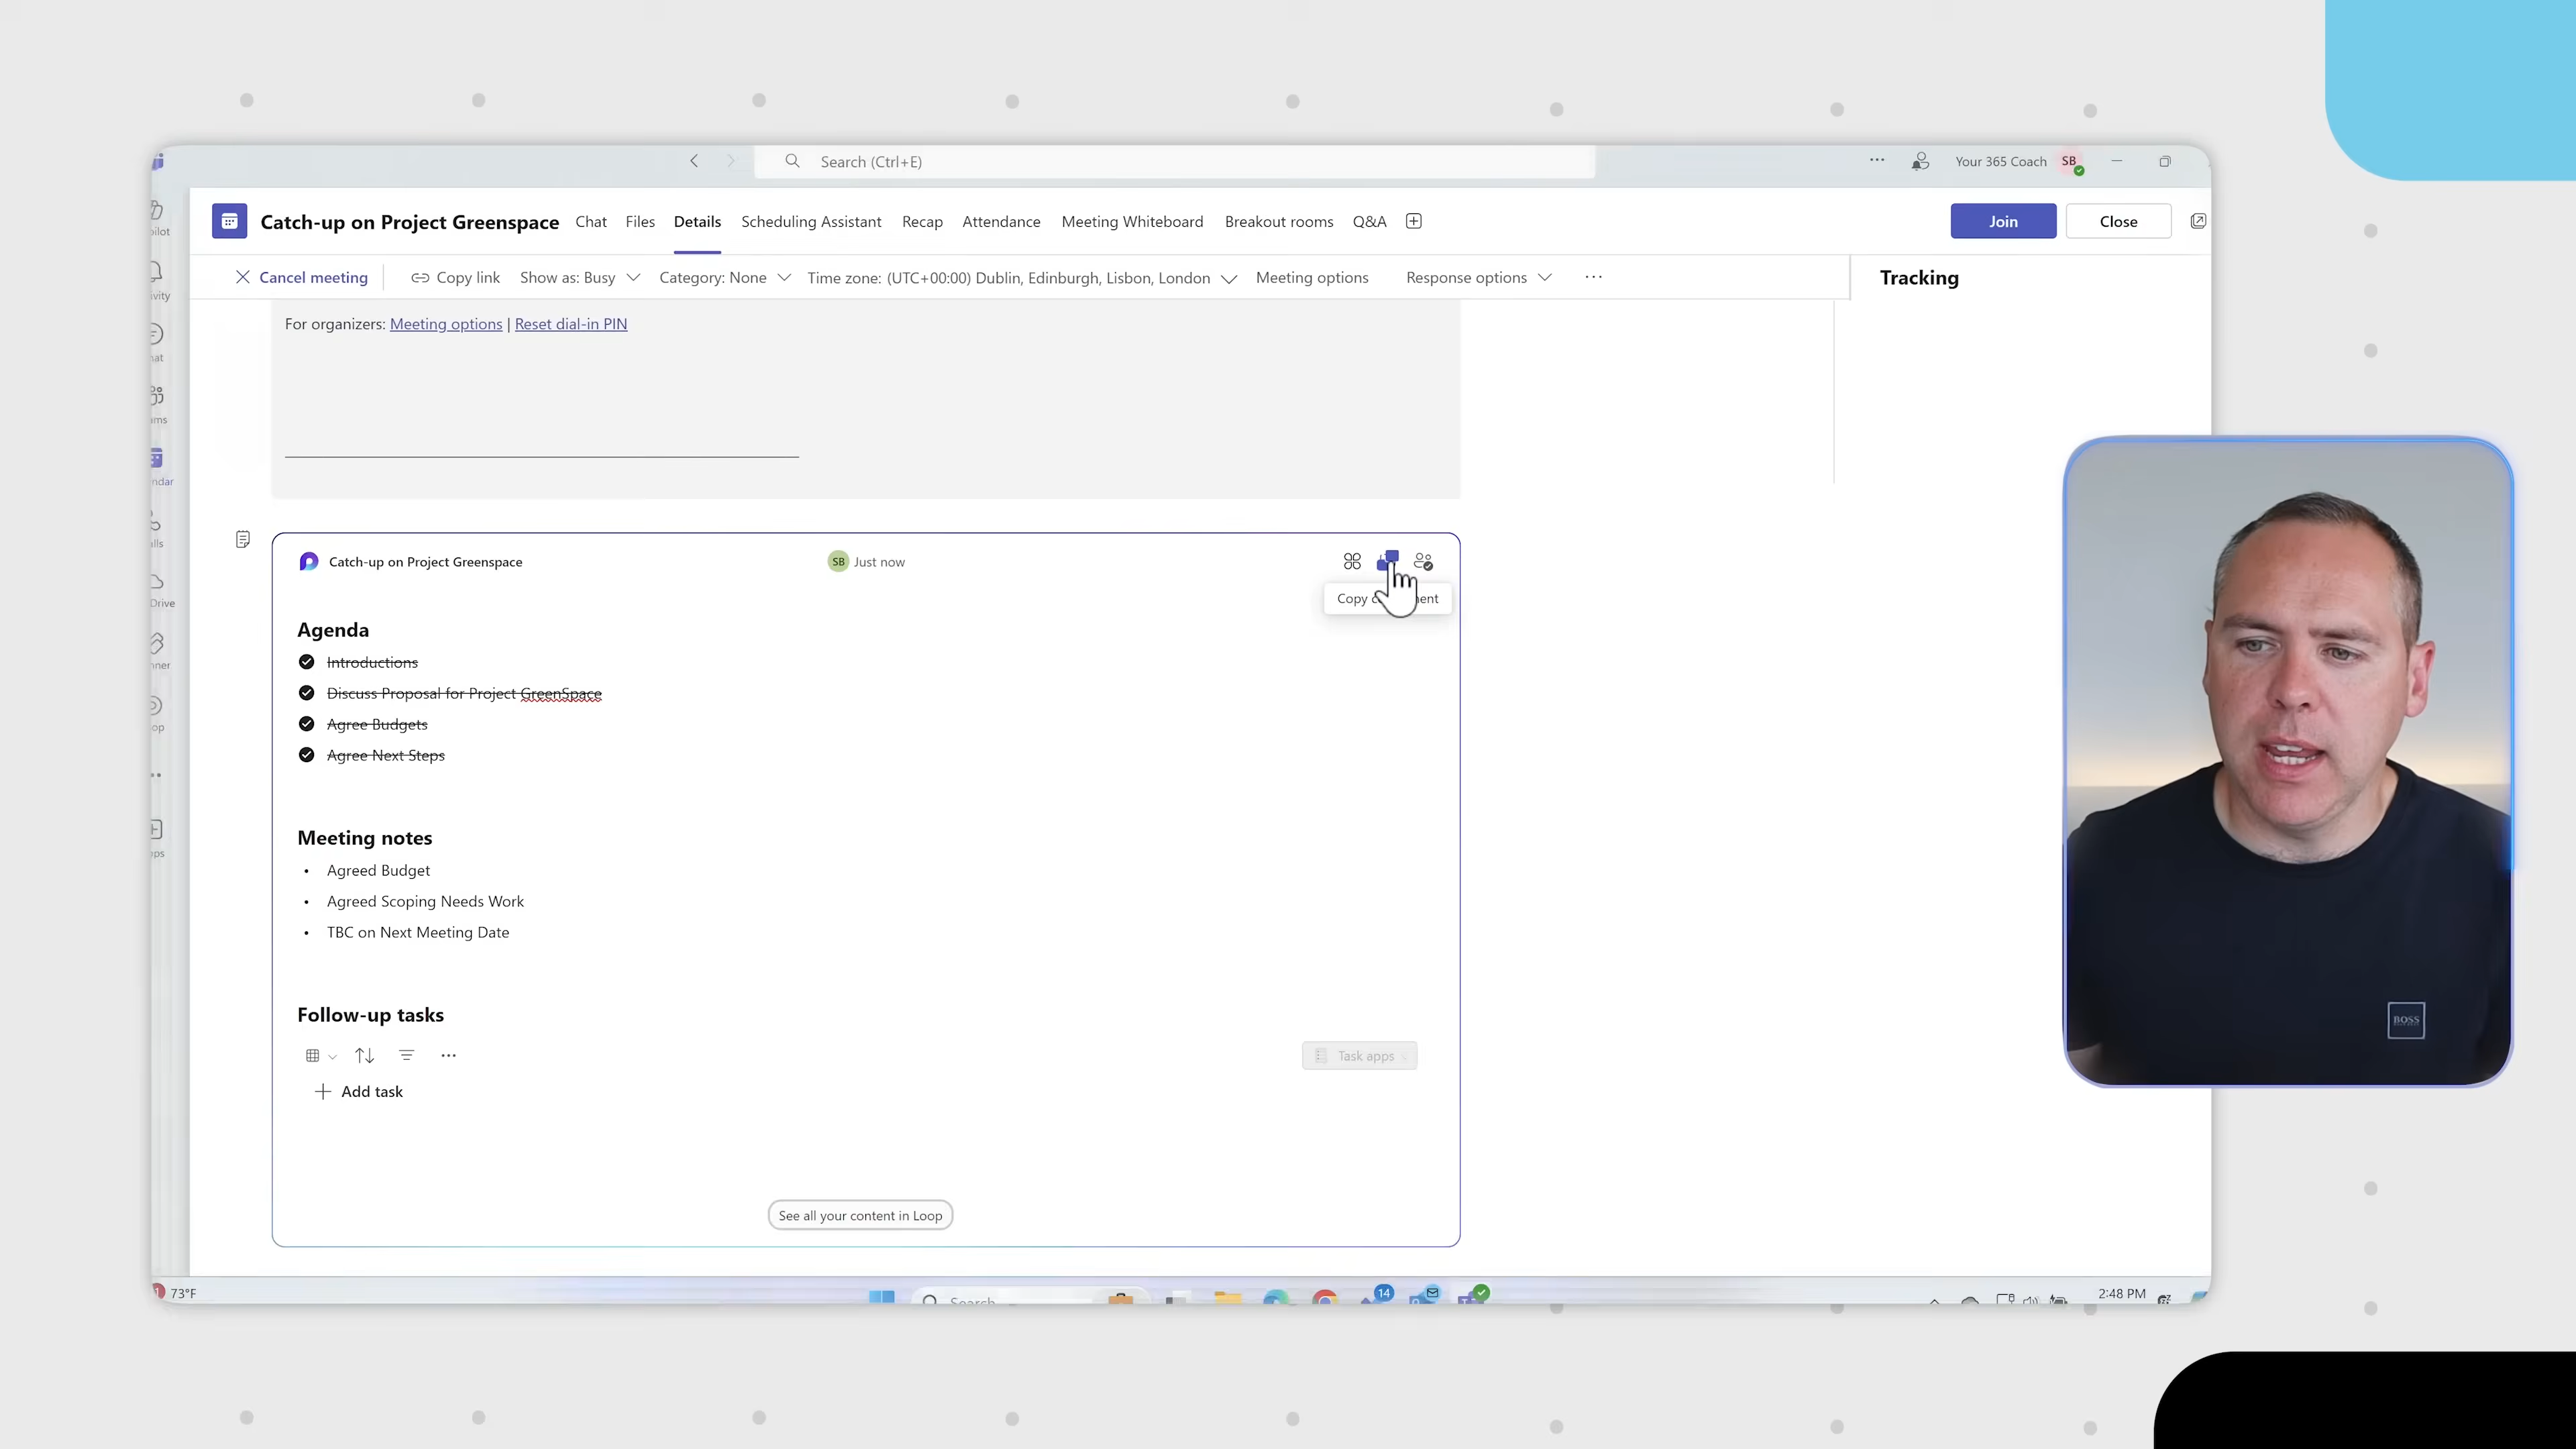 Search (Ctrl+E)
Your 365 Coach SB
Catch-up on Project Greenspace Chat Files Details Scheduling Assistant Recap Attendance Meeting Whiteboard Breakout rooms Q&A Join Close
Cancel meeting Copy link Show as: Busy Category: None Time zone: (UTC+00:00) Dublin, Edinburgh, Lisbon, London Meeting options Response options ··· Tracking
For organizers: Meeting options | Reset dial-in PIN
Catch-up on Project Greenspace SB Just now
Copy
Agenda
Introductions
Discuss Proposal for Project GreenSpace
Agree Budgets
Agree Next Steps
Meeting notes
• Agreed Budget
• Agreed Scoping Needs Work
• TBC on Next Meeting Date
Follow-up tasks
Task apps
Add task
See all your content in Loop
BOSS
73°F
Search
14
2:48 PM